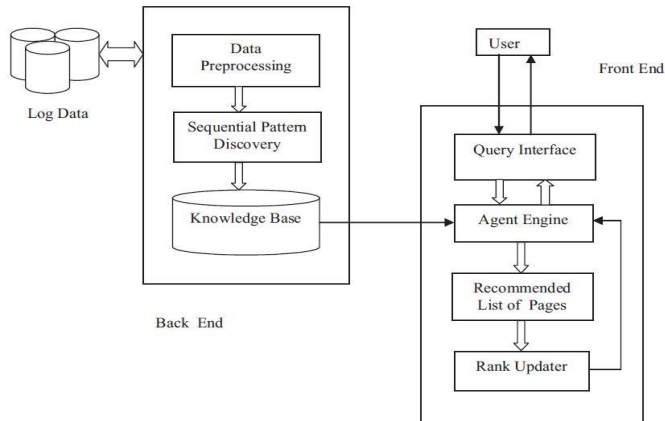 Log Data
Data
Preprocessing
Sequential Pattern
Discovery
Knowledge Base
Back End
User
Front End
Query Interface
Agent Engine
Recommended
List of Pages
Rank Updater